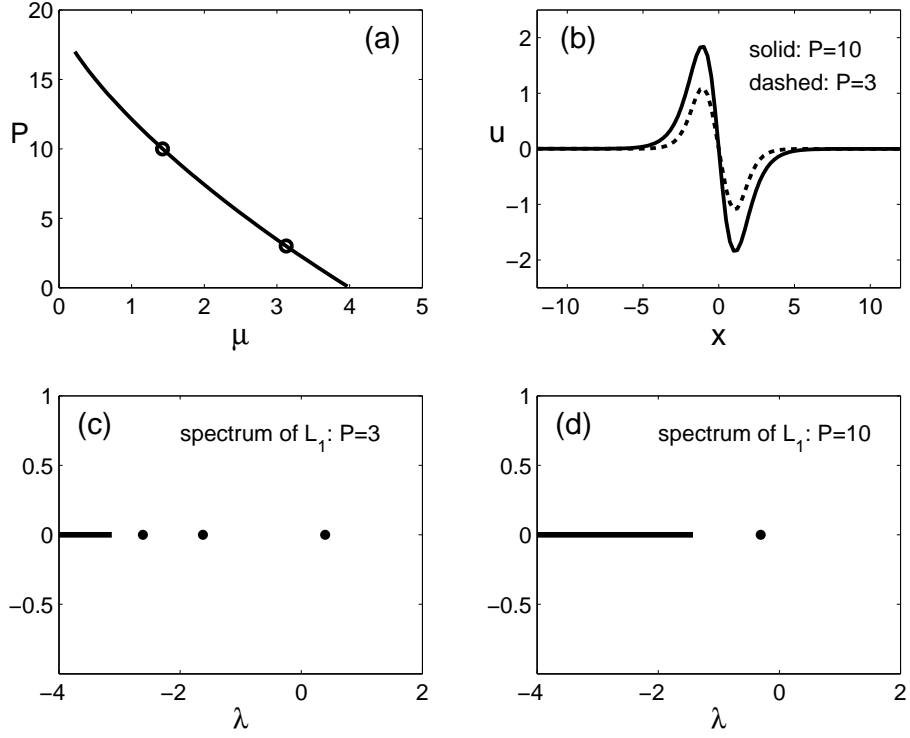 20
15
10
5
0
P
(a)
0 1 2 3 4 5
μ
2
1
0
−1
−2
u
(b)
solid: P=10
dashed: P=3
−10 −5 0 5 10
x
1
0.5
0
−0.5
−1
(c)
spectrum of L₁: P=3
−4 −2 0 2
λ
1
0.5
0
−0.5
(d)
spectrum of L₁: P=10
−4 −2 0 2
λ